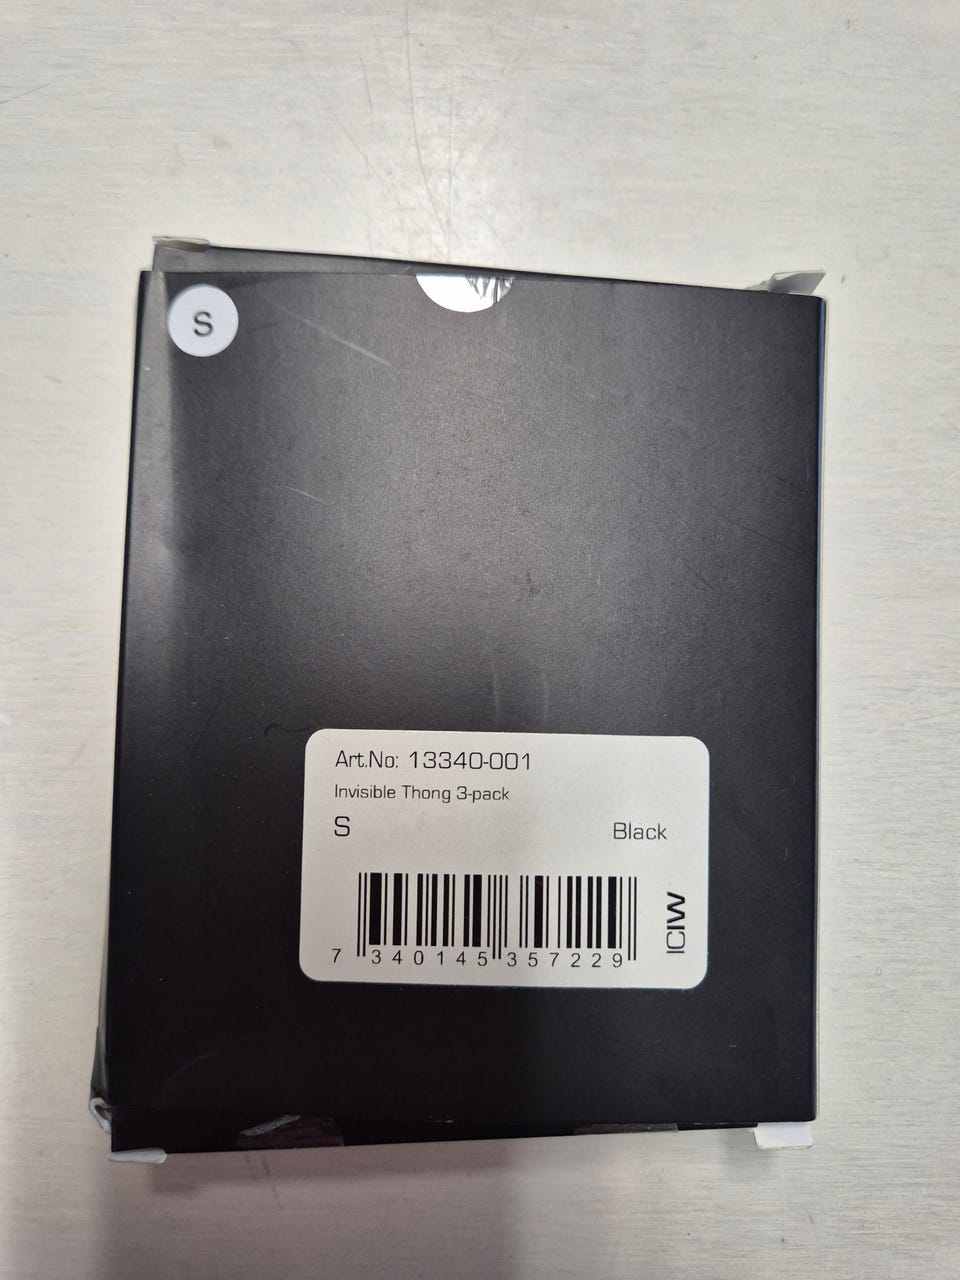 S
Art.No: 13340-001
Invisible Thong 3-pack
S Black
7 340145 357229
ICIW